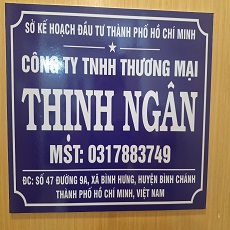 SỞ KẾ HOẠCH ĐẦU TƯ THÀNH PHỐ HỒ CHÍ MINH
CÔNG TY TNHH THƯƠNG MẠI
THỊNH NGÂN
MST: 0317883749
ĐC: SỐ 47 ĐƯỜNG 9A, XÃ BÌNH HƯNG, HUYỆN BÌNH CHÁNH
THÀNH PHỐ HỒ CHÍ MINH, VIỆT NAM